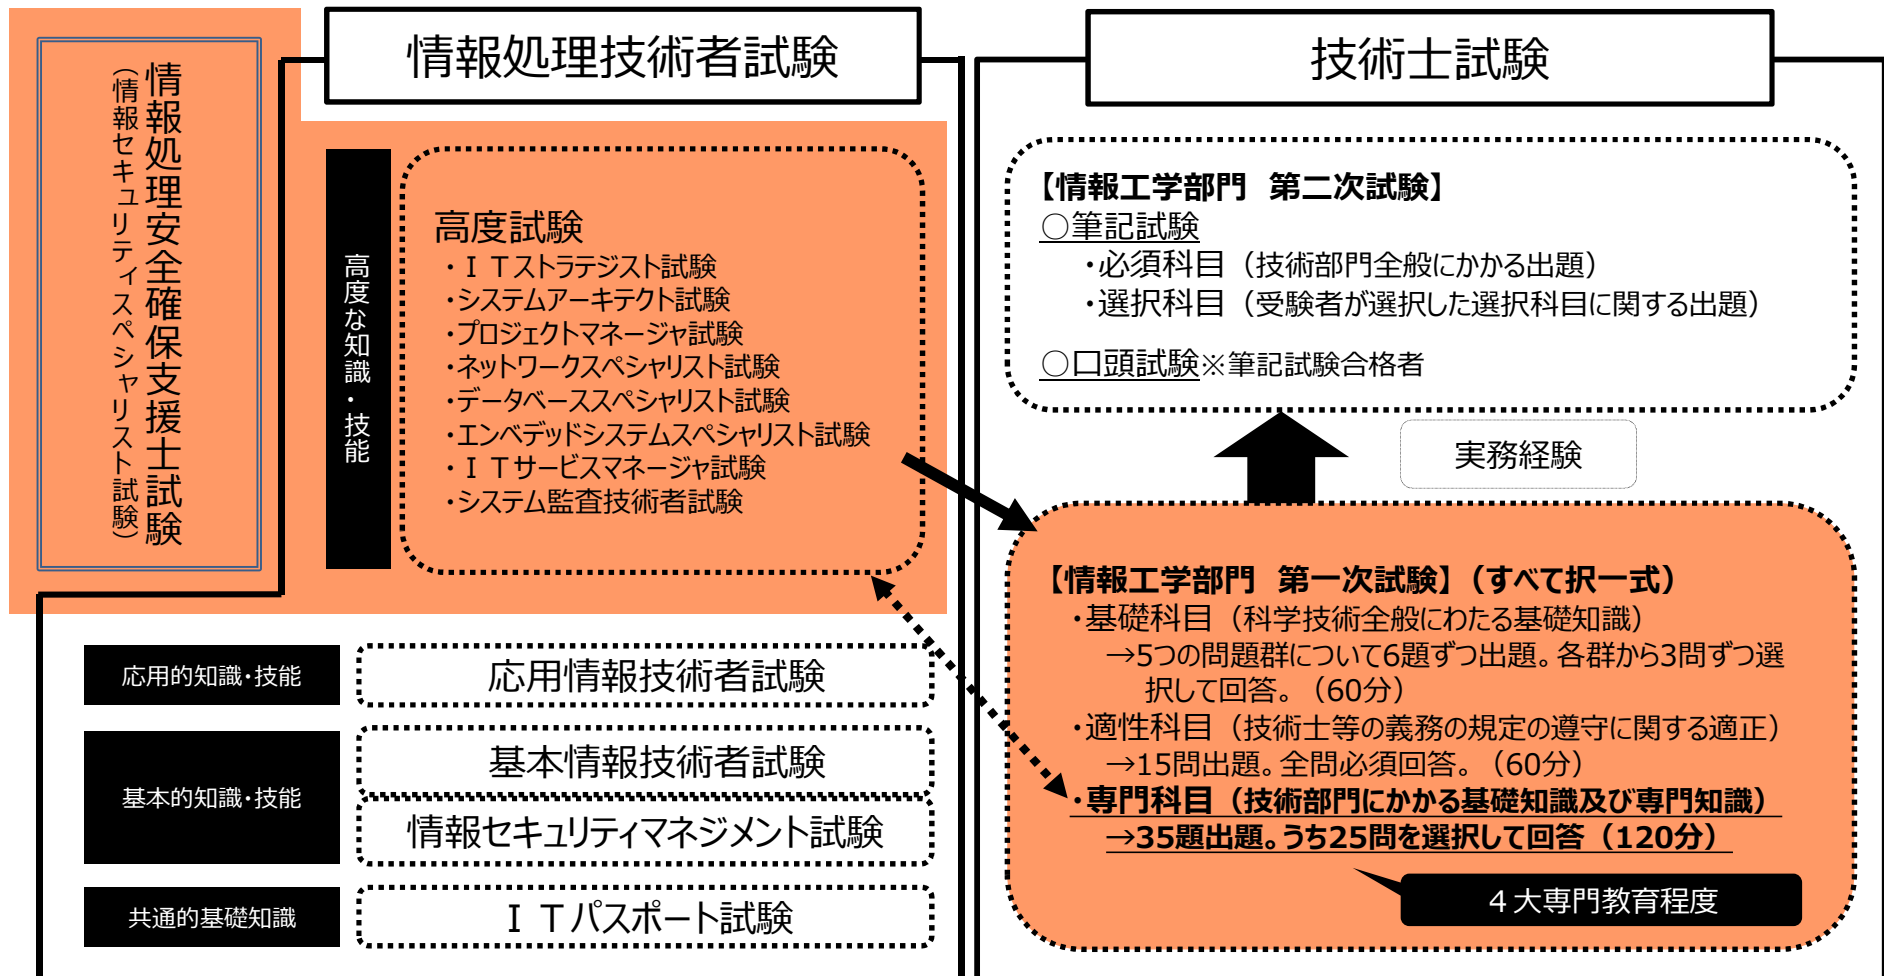 情報処理安全確保支援士試験
（情報セキュリティスペシャリスト試験）
情報処理技術者試験
高度な知識・技能
高度試験
・ＩＴストラテジスト試験
・システムアーキテクト試験
・プロジェクトマネージャ試験
・ネットワークスペシャリスト試験
・データベーススペシャリスト試験
・エンベデッドシステムスペシャリスト試験
・ＩＴサービスマネージャ試験
・システム監査技術者試験
応用的知識・技能
応用情報技術者試験
基本的知識・技能
基本情報技術者試験
情報セキュリティマネジメント試験
共通的基礎知識
ＩＴパスポート試験
技術士試験
【情報工学部門　第二次試験】
○筆記試験
・必須科目（技術部門全般にかかる出題）
・選択科目（受験者が選択した選択科目に関する出題）
○口頭試験※筆記試験合格者
実務経験
【情報工学部門　第一次試験】（すべて択一式）
・基礎科目（科学技術全般にわたる基礎知識）
→5つの問題群について6題ずつ出題。各群から3問ずつ選
択して回答。（60分）
・適性科目（技術士等の義務の規定の遵守に関する適正）
→15問出題。全問必須回答。（60分）
・専門科目（技術部門にかかる基礎知識及び専門知識）
→35題出題。うち25問を選択して回答（120分）
４大専門教育程度